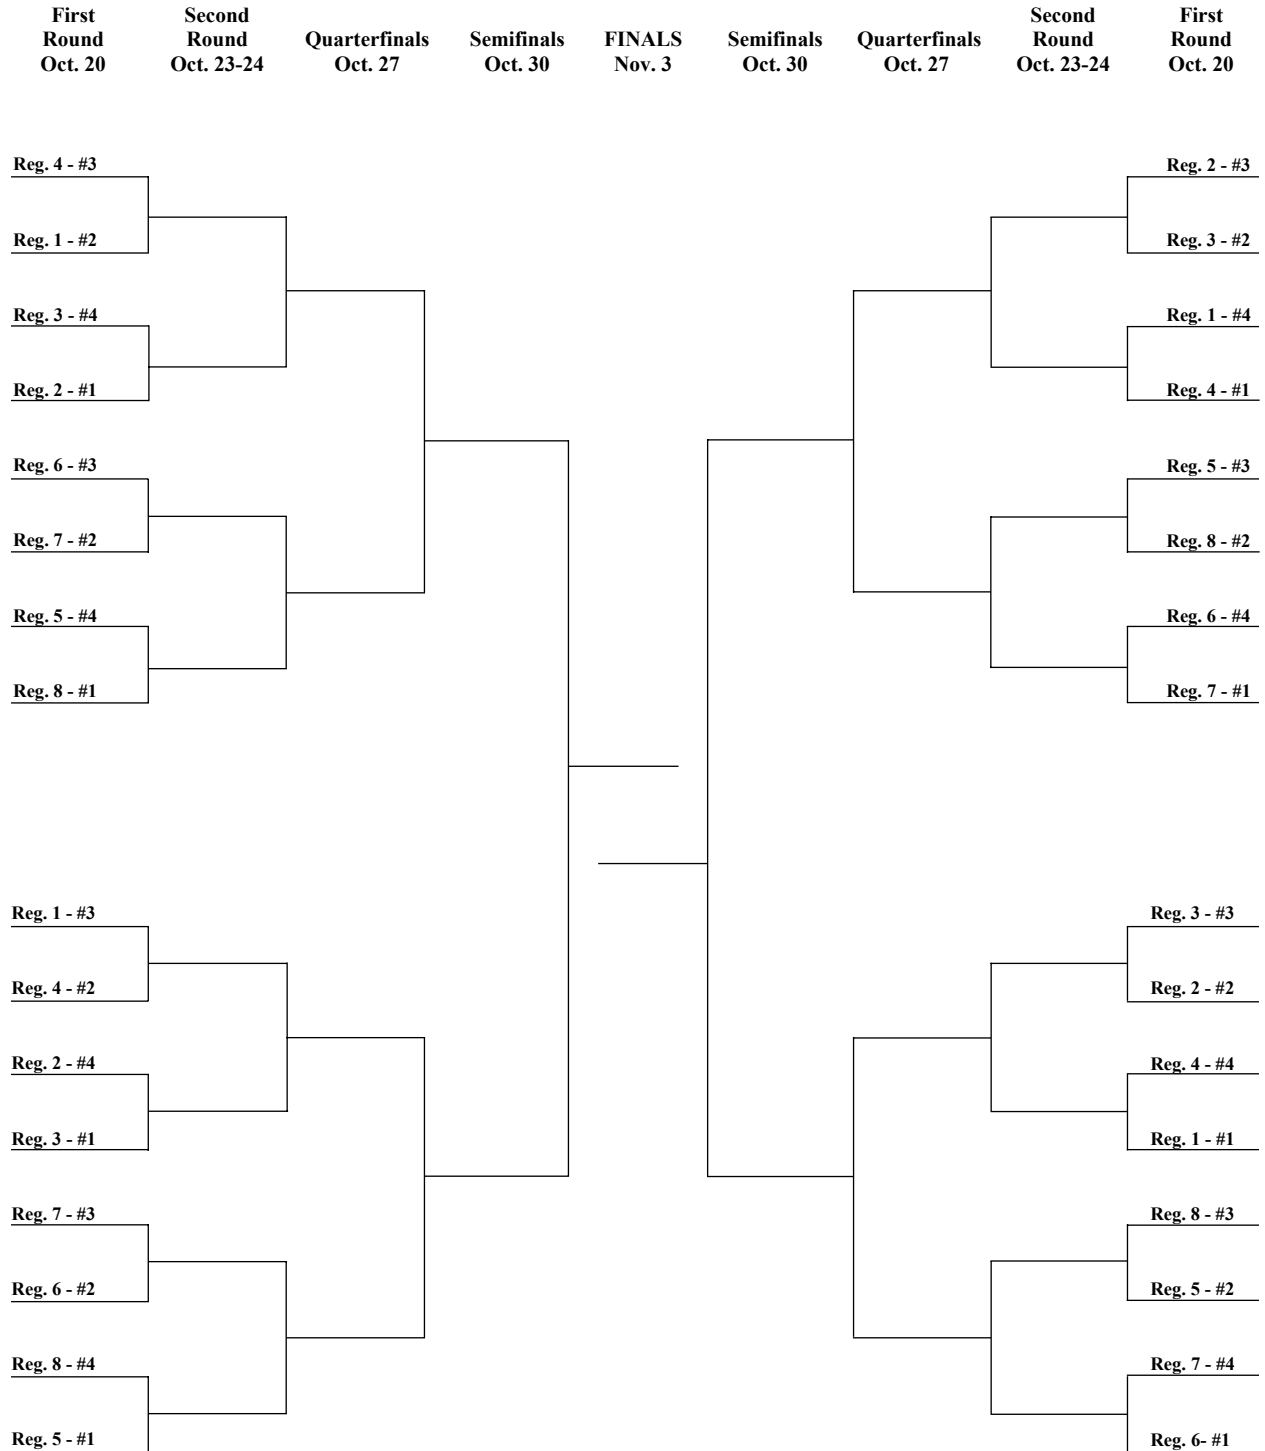 First Second Second First
Round Round Quarterfinals Semifinals FINALS Semifinals Quarterfinals Round Round
Oct. 20 Oct. 23-24 Oct. 27 Oct. 30 Nov. 3 Oct. 30 Oct. 27 Oct. 23-24 Oct. 20
Reg. 4 - #3 Reg. 2 - #3
Reg. 1 - #2 Reg. 3 - #2
Reg. 3 - #4 Reg. 1 - #4
Reg. 2 - #1 Reg. 4 - #1
Reg. 6 - #3 Reg. 5 - #3
Reg. 7 - #2 Reg. 8 - #2
Reg. 5 - #4 Reg. 6 - #4
Reg. 8 - #1 Reg. 7 - #1
Reg. 1 - #3 Reg. 3 - #3
Reg. 4 - #2 Reg. 2 - #2
Reg. 2 - #4 Reg. 4 - #4
Reg. 3 - #1 Reg. 1 - #1
Reg. 7 - #3 Reg. 8 - #3
Reg. 6 - #2 Reg. 5 - #2
Reg. 8 - #4 Reg. 7 - #4
Reg. 5 - #1 Reg. 6- #1